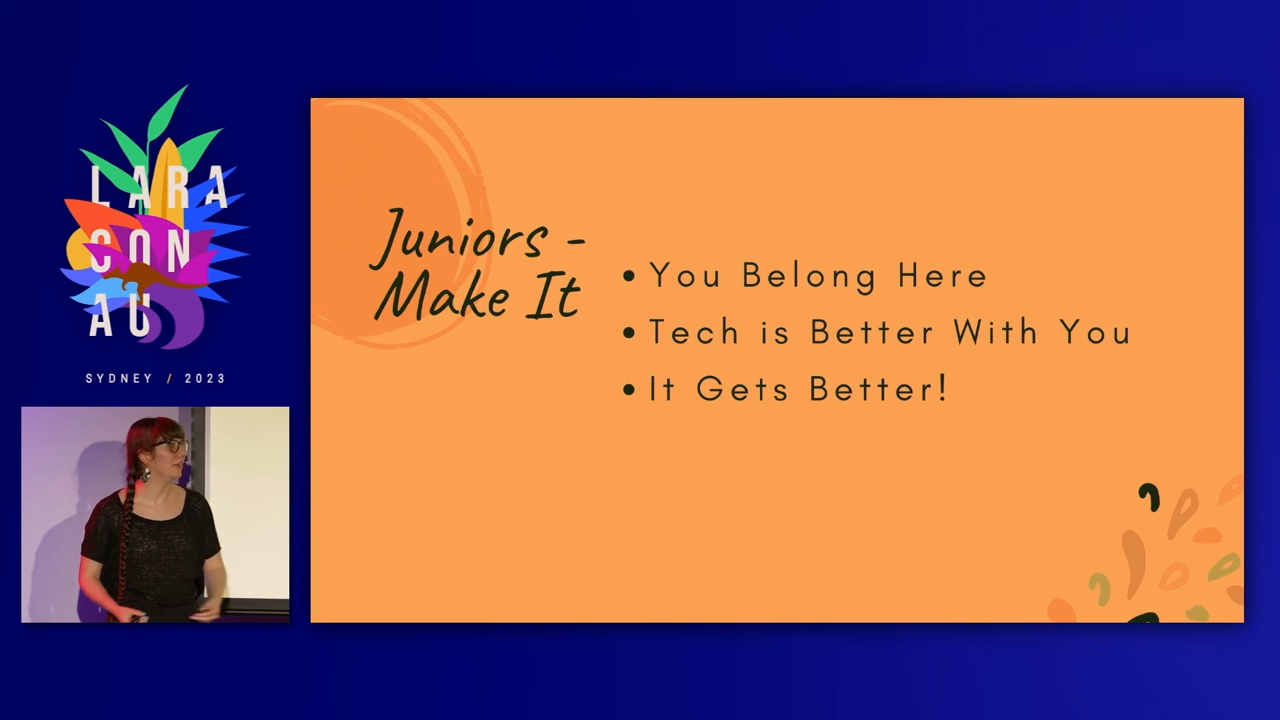 LARA
CON
AU
SYDNEY / 2023
Juniors -
Make It
• You Belong Here
• Tech is Better With You
• It Gets Better!